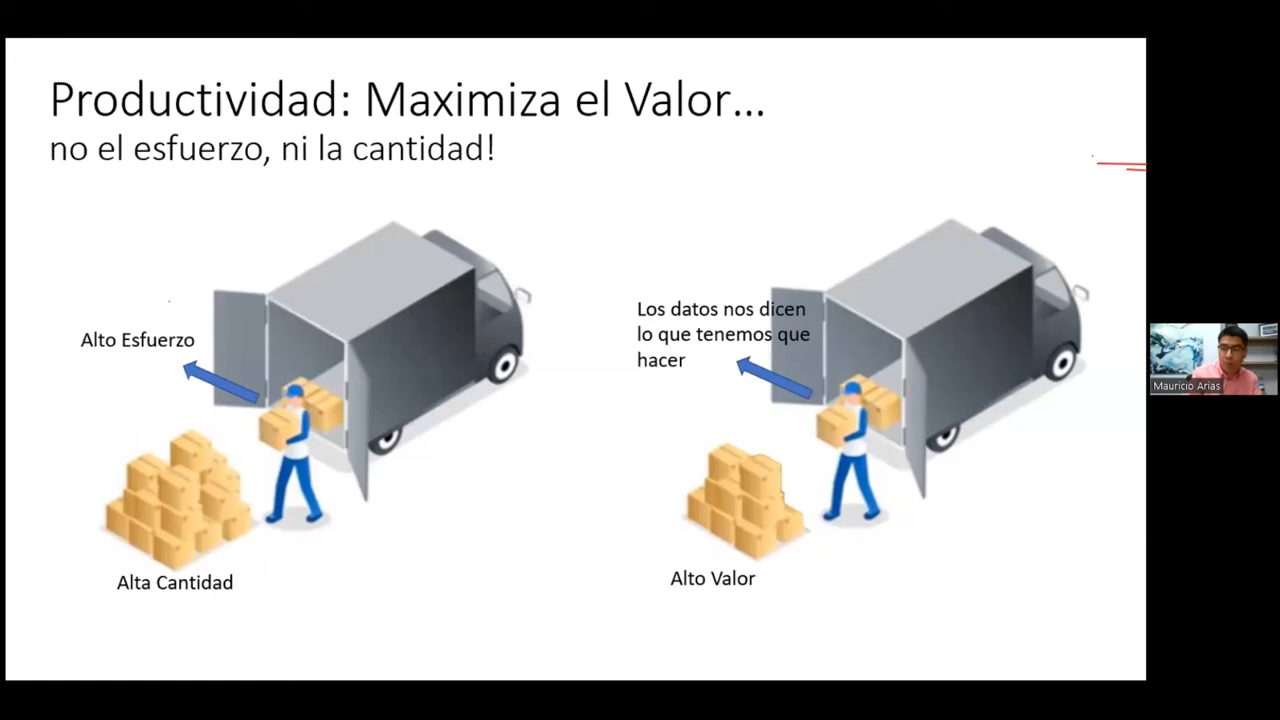 Productividad: Maximiza el Valor...
no el esfuerzo, ni la cantidad!
Alto Esfuerzo
Alta Cantidad
Los datos nos dicen
lo que tenemos que
hacer
Alto Valor
Mauricio Arias